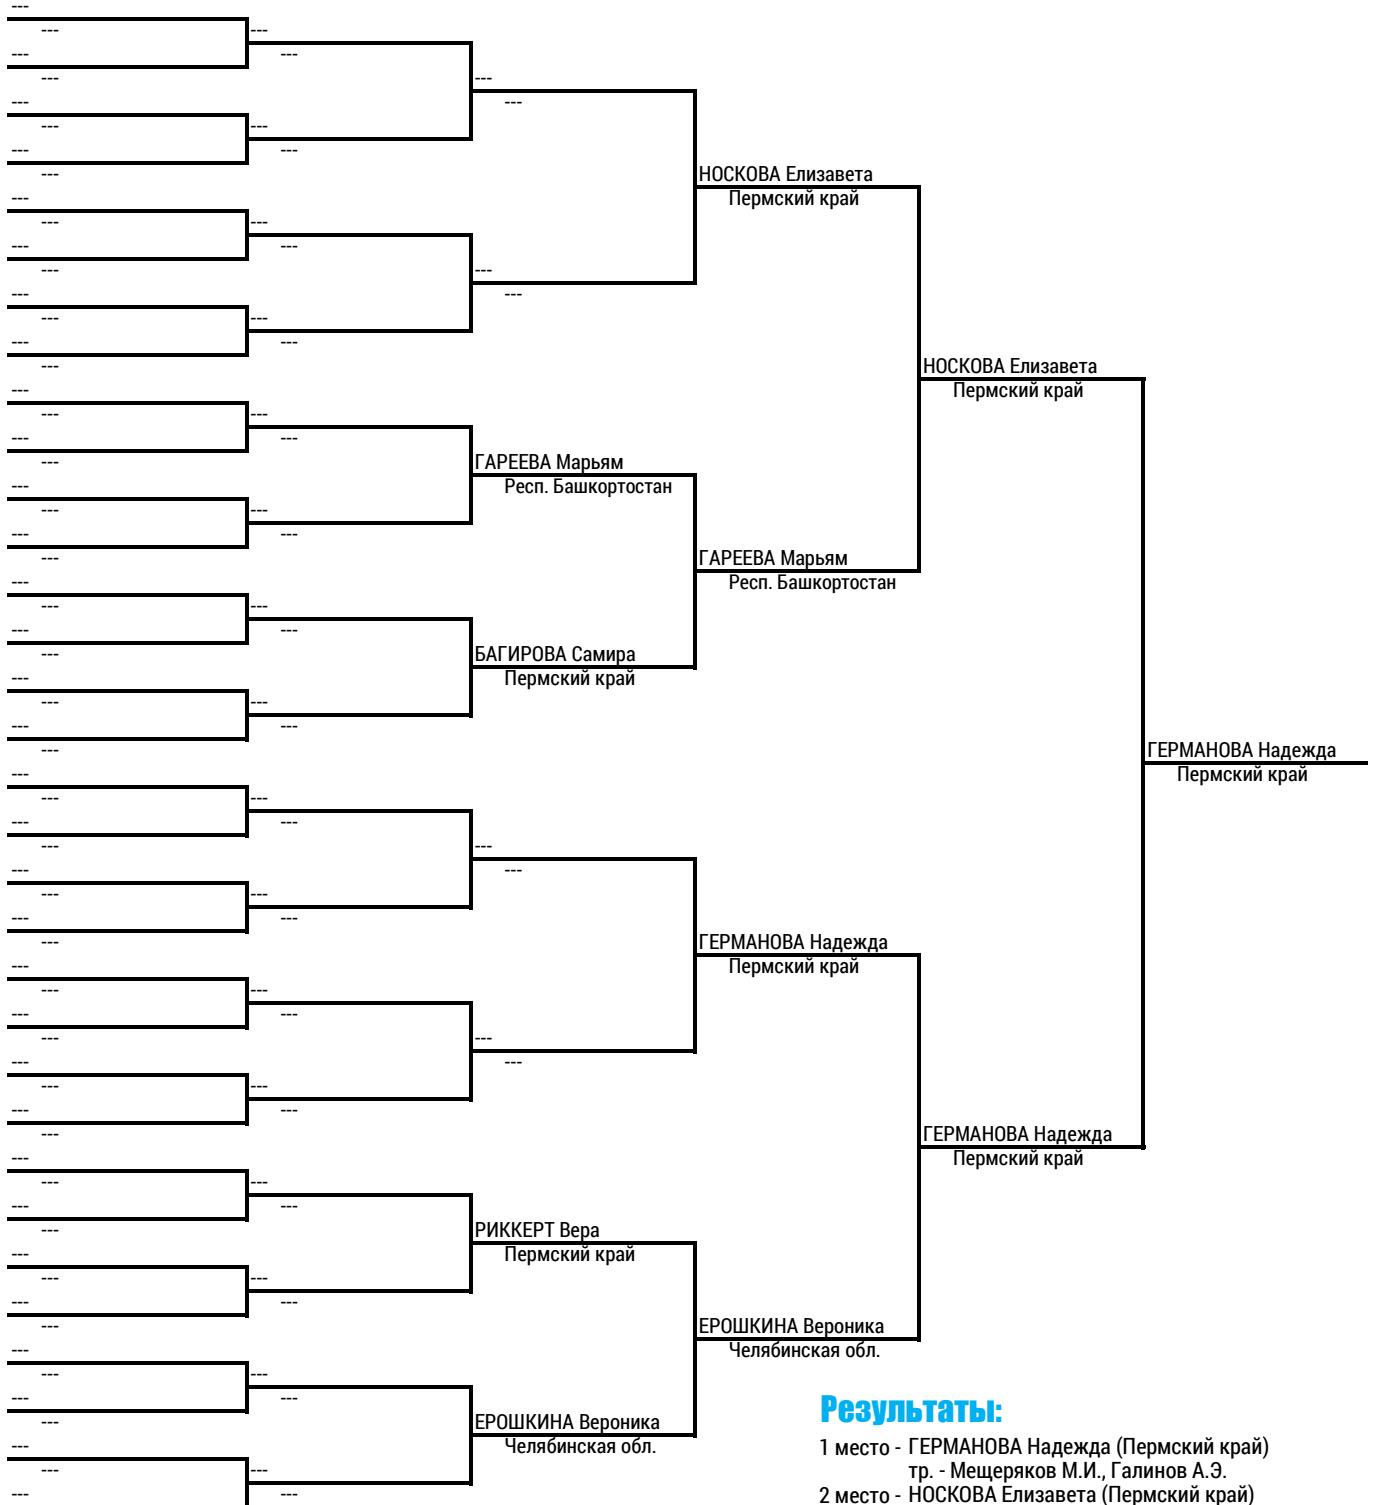 ГАРЕЕВА Марьям
Респ. Башкортостан
БАГИРОВА Самира
Пермский край
РИККЕРТ Вера
Пермский край
ЕРОШКИНА Вероника
Челябинская обл.
НОСКОВА Елизавета
Пермский край
ГАРЕЕВА Марьям
Респ. Башкортостан
ГЕРМАНОВА Надежда
Пермский край
ЕРОШКИНА Вероника
Челябинская обл.
НОСКОВА Елизавета
Пермский край
ГЕРМАНОВА Надежда
Пермский край
ГЕРМАНОВА Надежда
Пермский край
Результаты:
1 место - ГЕРМАНОВА Надежда (Пермский край)
тр. - Мещеряков М.И., Галинов А.Э.
2 место - НОСКОВА Елизавета (Пермский край)